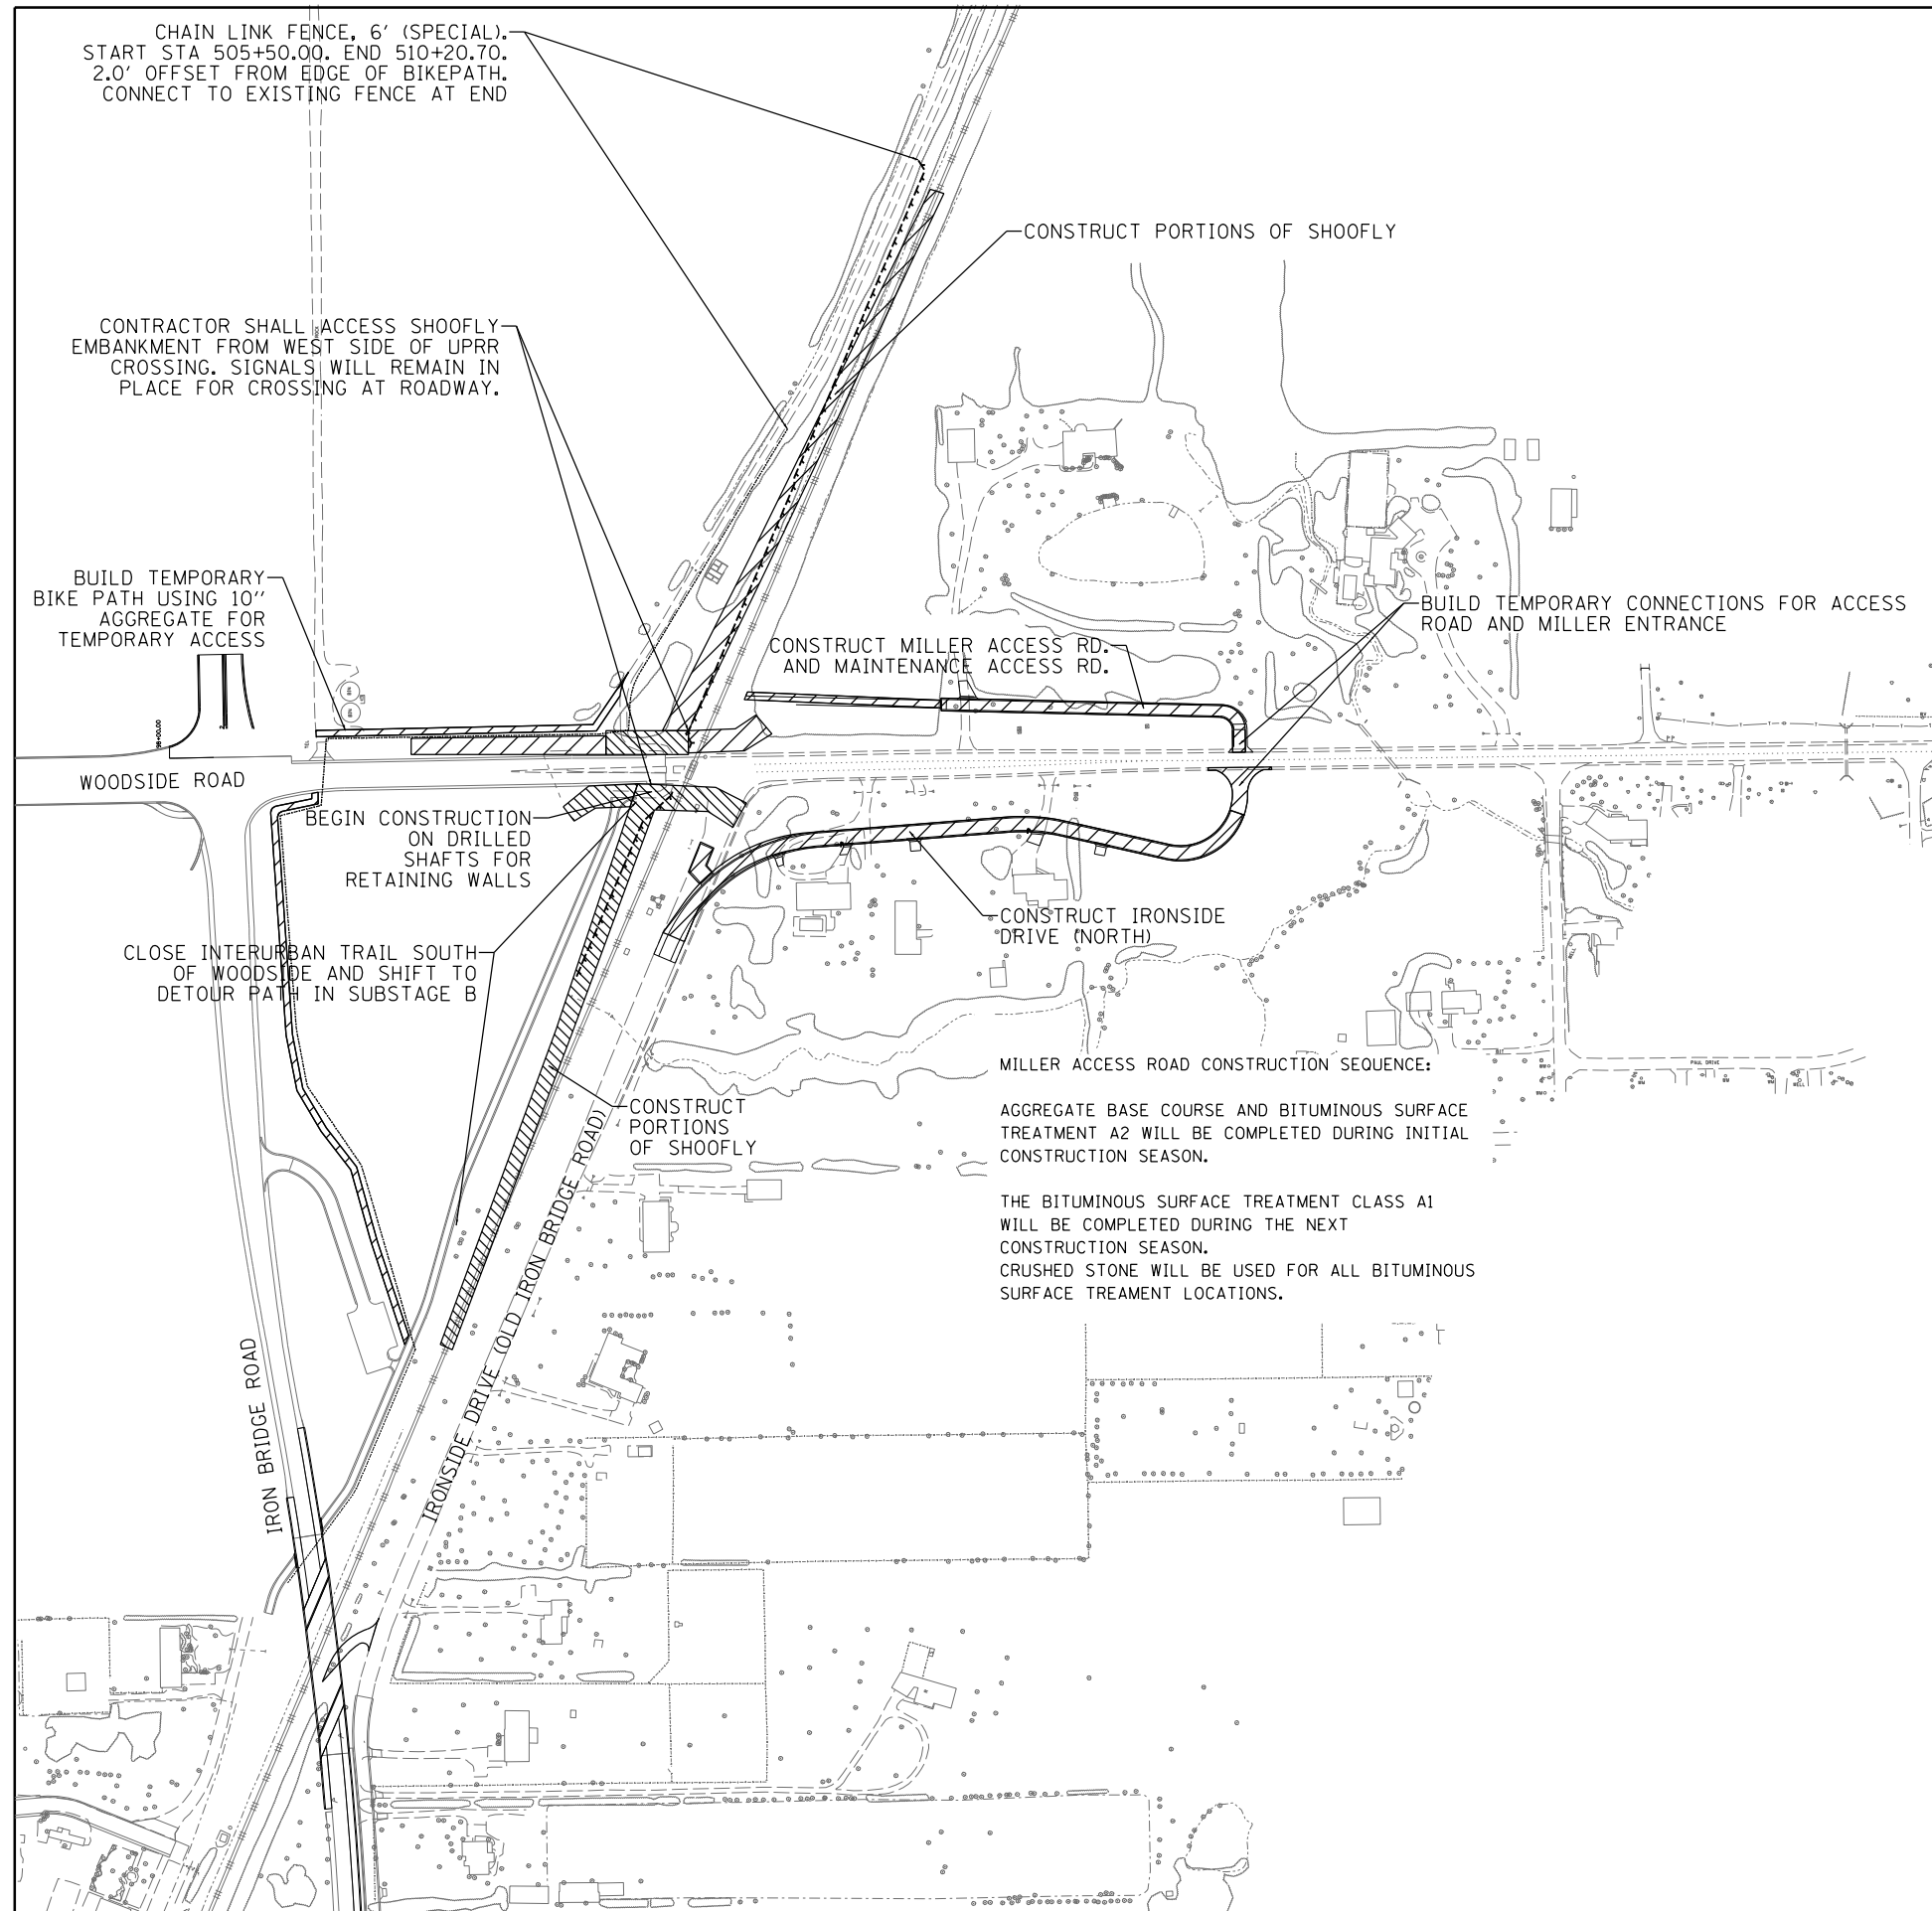 CHAIN LINK FENCE, 6' (SPECIAL).
START STA 505+50.00. END 510+20.70.
2.0' OFFSET FROM EDGE OF BIKEPATH.
CONNECT TO EXISTING FENCE AT END
CONSTRUCT PORTIONS OF SHOOFLY
CONTRACTOR SHALL ACCESS SHOOFLY
EMBANKMENT FROM WEST SIDE OF UPRR
CROSSING. SIGNALS WILL REMAIN IN
PLACE FOR CROSSING AT ROADWAY.
BUILD TEMPORARY
BIKE PATH USING 10''
AGGREGATE FOR
TEMPORARY ACCESS
BUILD TEMPORARY CONNECTIONS FOR ACCESS
ROAD AND MILLER ENTRANCE
CONSTRUCT MILLER ACCESS RD.
AND MAINTENANCE ACCESS RD.
98+00.00
WOODSIDE ROAD
BEGIN CONSTRUCTION
ON DRILLED
SHAFTS FOR
RETAINING WALLS
CONSTRUCT IRONSIDE
DRIVE (NORTH)
CLOSE INTERURBAN TRAIL SOUTH
OF WOODSIDE AND SHIFT TO
DETOUR PATH IN SUBSTAGE B
CONSTRUCT
PORTIONS
OF SHOOFLY
MILLER ACCESS ROAD CONSTRUCTION SEQUENCE:
AGGREGATE BASE COURSE AND BITUMINOUS SURFACE
TREATMENT A2 WILL BE COMPLETED DURING INITIAL
CONSTRUCTION SEASON.
THE BITUMINOUS SURFACE TREATMENT CLASS A1
WILL BE COMPLETED DURING THE NEXT
CONSTRUCTION SEASON.
CRUSHED STONE WILL BE USED FOR ALL BITUMINOUS
SURFACE TREAMENT LOCATIONS.
PAUL DRIVE
IRON BRIDGE ROAD
IRONSIDE DRIVE (OLD IRON BRIDGE ROAD)